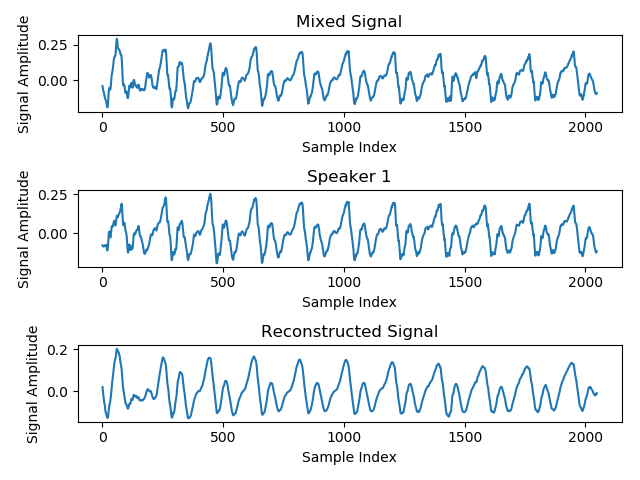 Mixed Signal
Signal Amplitude
0.25
0.00
0 500 1000 1500 2000
Sample Index
Speaker 1
Signal Amplitude
0.25
0.00
0 500 1000 1500 2000
Sample Index
Reconstructed Signal
Signal Amplitude
0.2
0.0
0 500 1000 1500 2000
Sample Index